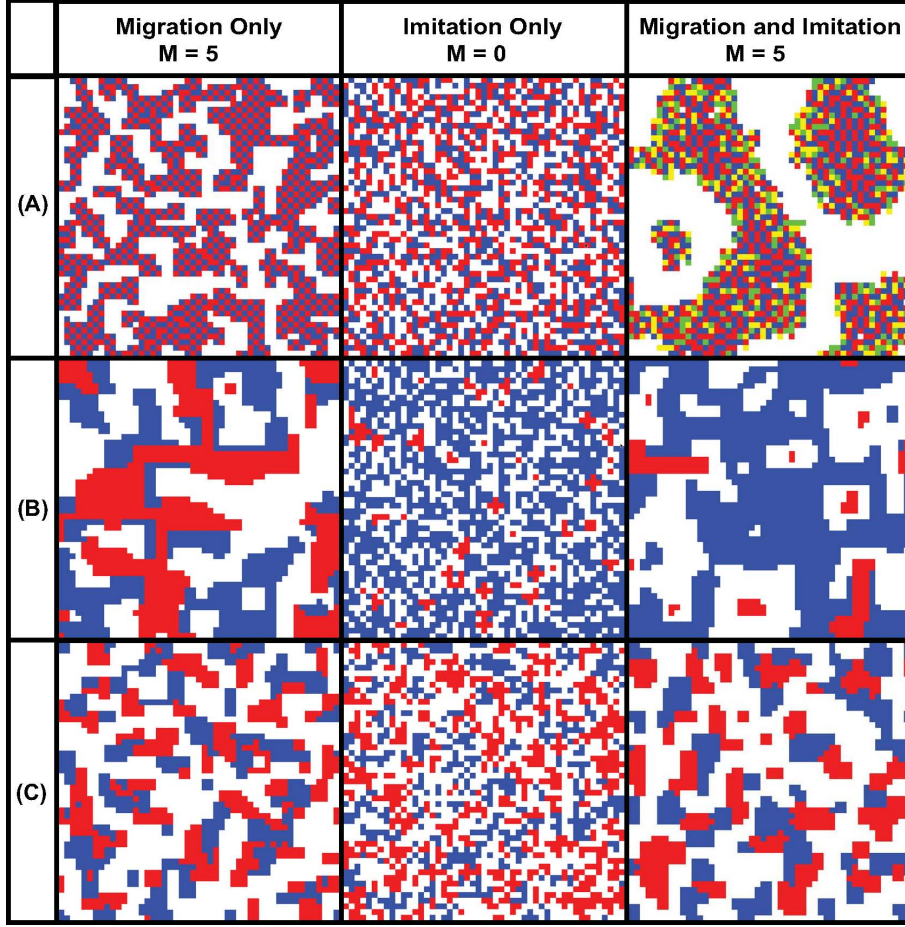 Migration Only
M = 5
Imitation Only
M = 0
Migration and Imitation
M = 5
(A)
(B)
(C)